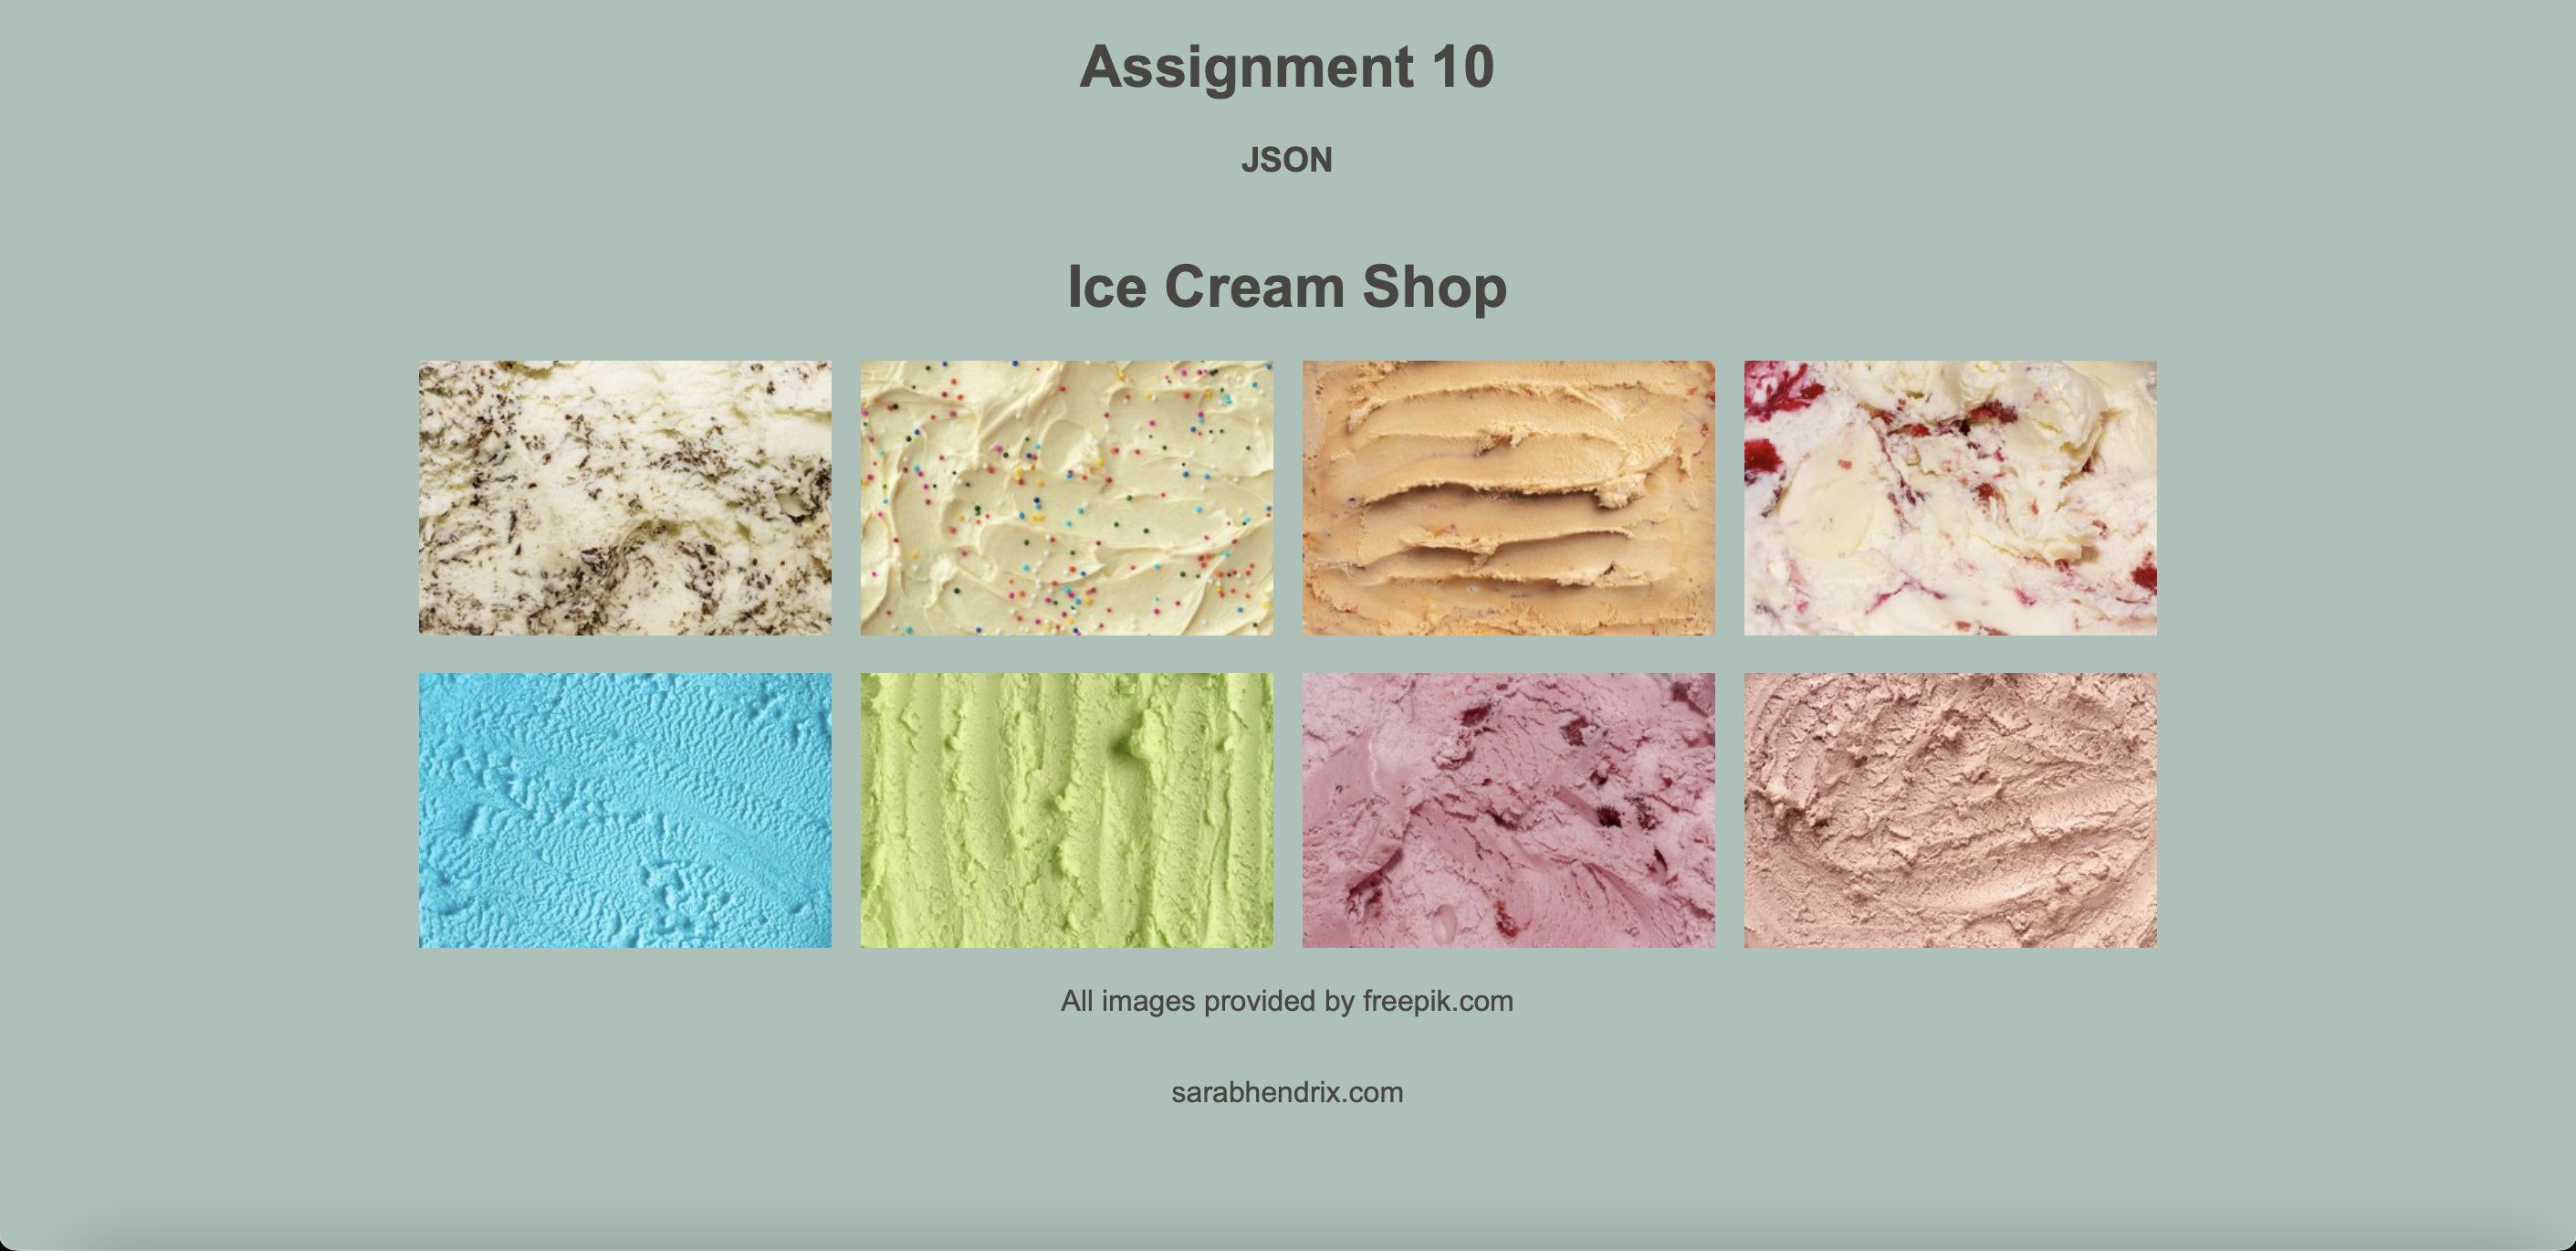 Assignment 10
JSON
Ice Cream Shop
All images provided by freepik.com
sarabhendrix.com